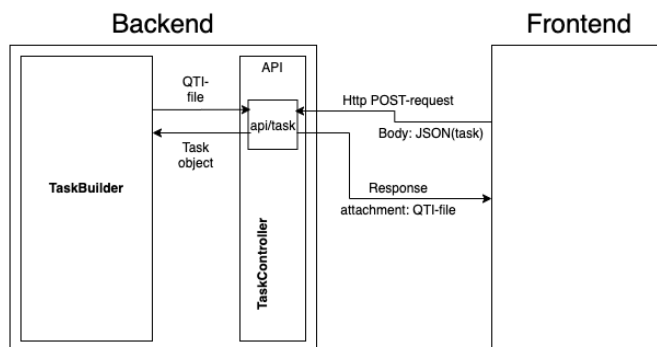 Backend
Frontend
API
QTI-
file
Http POST-request
api/task
Body: JSON(task)
Task
object
TaskBuilder
Response
attachment: QTI-file
TaskController